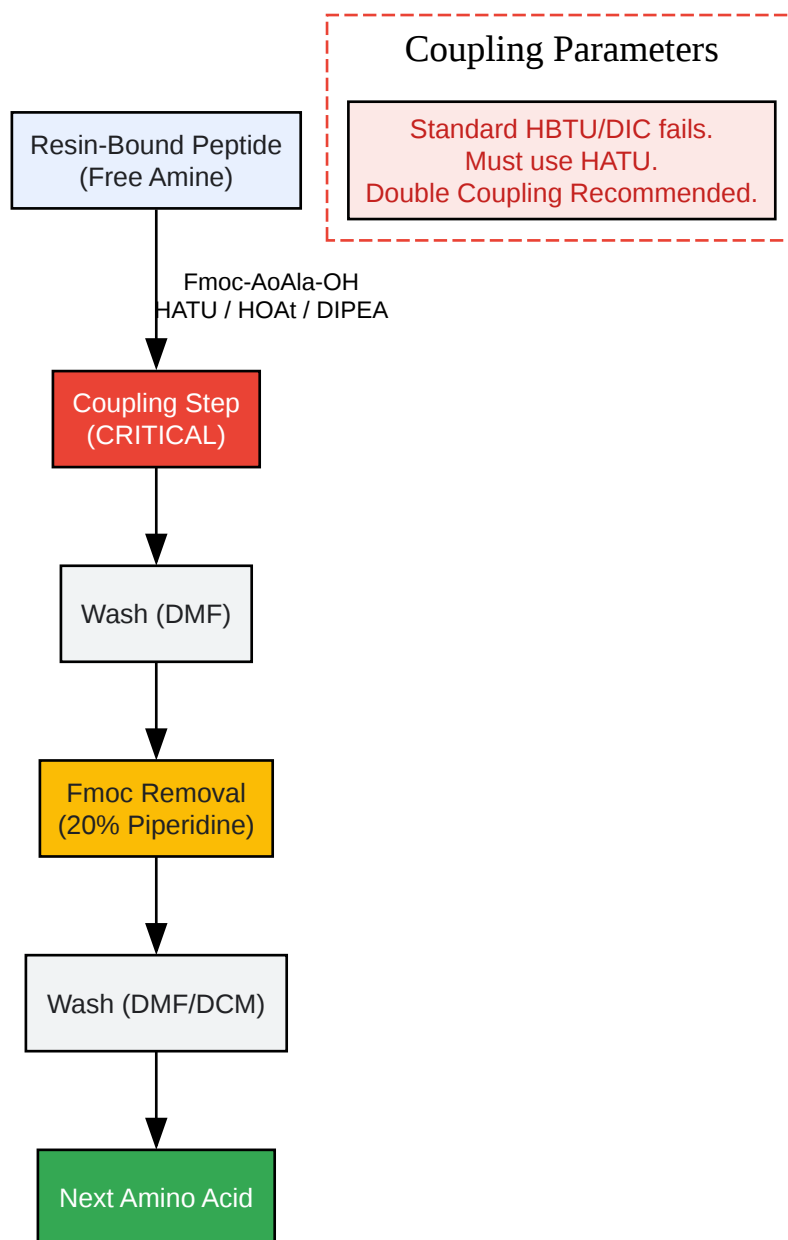 Coupling Parameters
Standard HBTU/DIC fails.
Must use HATU.
Double Coupling Recommended.
Resin-Bound Peptide
(Free Amine)
Fmoc-AoAla-OH
HATU / HOAt / DIPEA
Coupling Step
(CRITICAL)
Wash (DMF)
Fmoc Removal
(20% Piperidine)
Wash (DMF/DCM)
Next Amino Acid